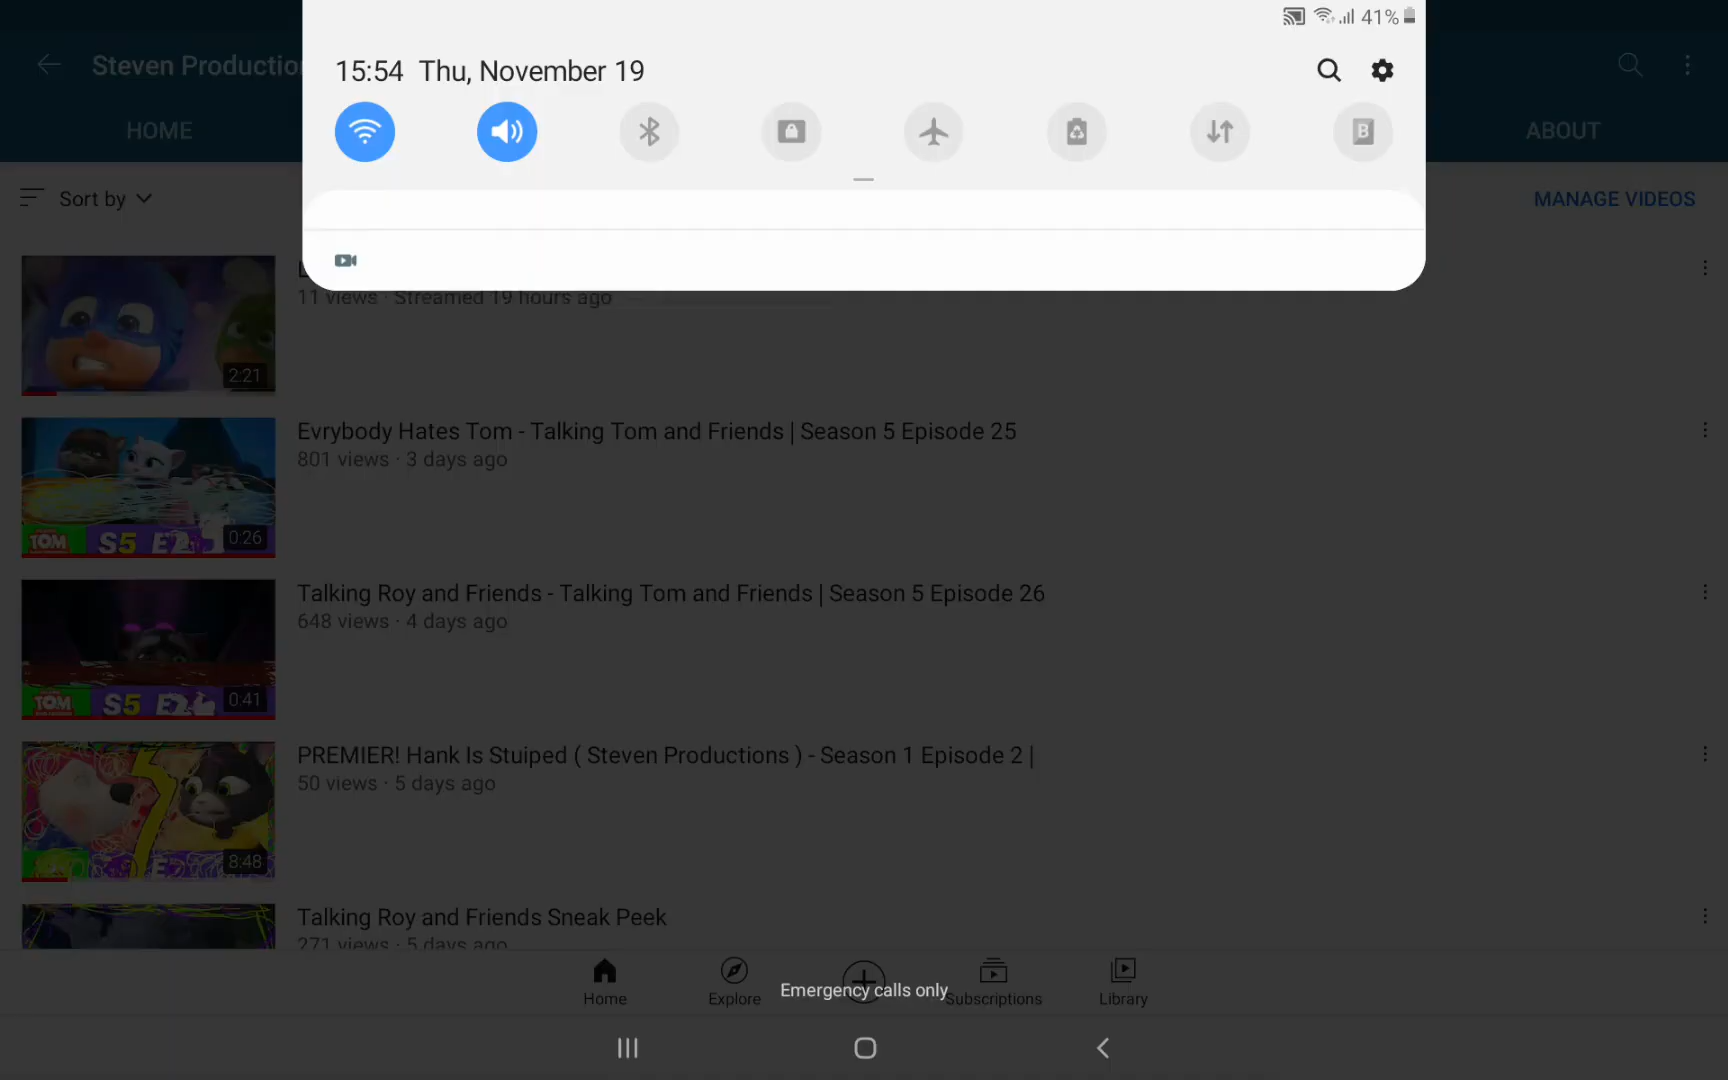 41%
15:54 Thu, November 19
Steven Productio
HOME
ABOUT
Sort by
MANAGE VIDEOS
11 views · Streamed 19 hours ago
2:21
Evrybody Hates Tom - Talking Tom and Friends | Season 5 Episode 25
801 views · 3 days ago
TOM
S5
0:26
Talking Roy and Friends - Talking Tom and Friends | Season 5 Episode 26
648 views · 4 days ago
TOM
S5
0:41
PREMIER! Hank Is Stuiped ( Steven Productions ) - Season 1 Episode 2 |
50 views · 5 days ago
8:48
Talking Roy and Friends Sneak Peek
271 views · 5 days ago
Home
Explore
Emergency calls only
Subscriptions
Library